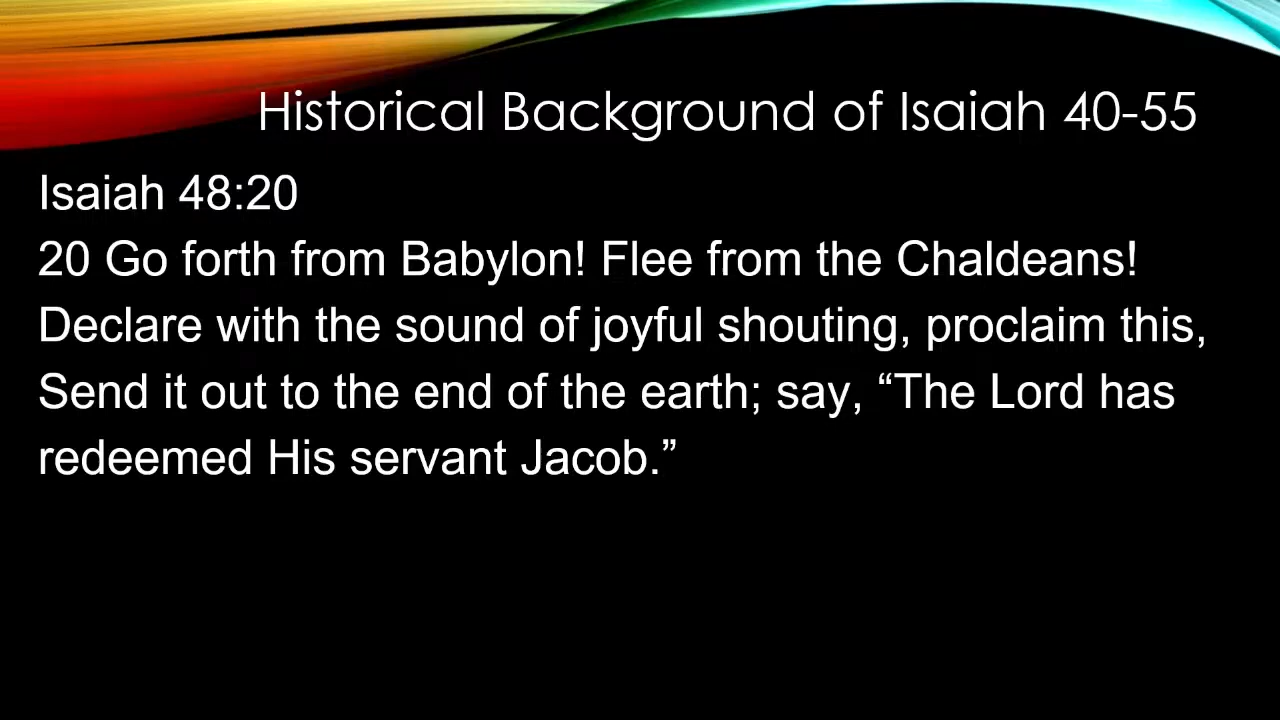 Historical Background of Isaiah 40-55
Isaiah 48:20
20 Go forth from Babylon! Flee from the Chaldeans!
Declare with the sound of joyful shouting, proclaim this,
Send it out to the end of the earth; say, “The Lord has
redeemed His servant Jacob.”